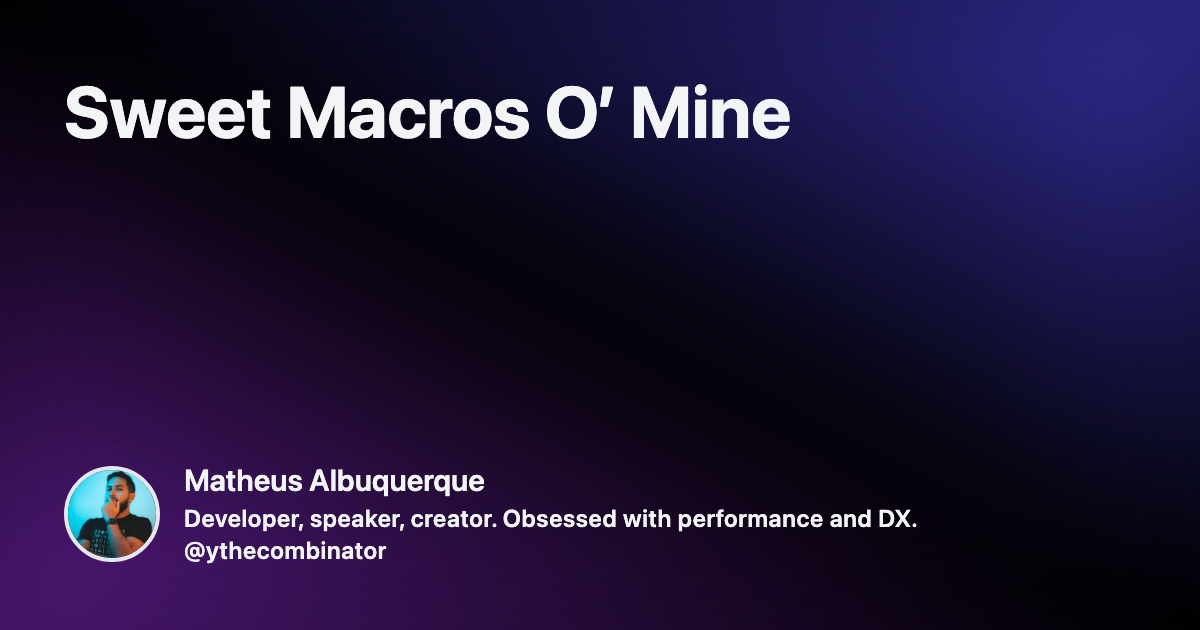 Sweet Macros O′ Mine
Matheus Albuquerque
Developer, speaker, creator. Obsessed with performance and DX.
@ythecombinator